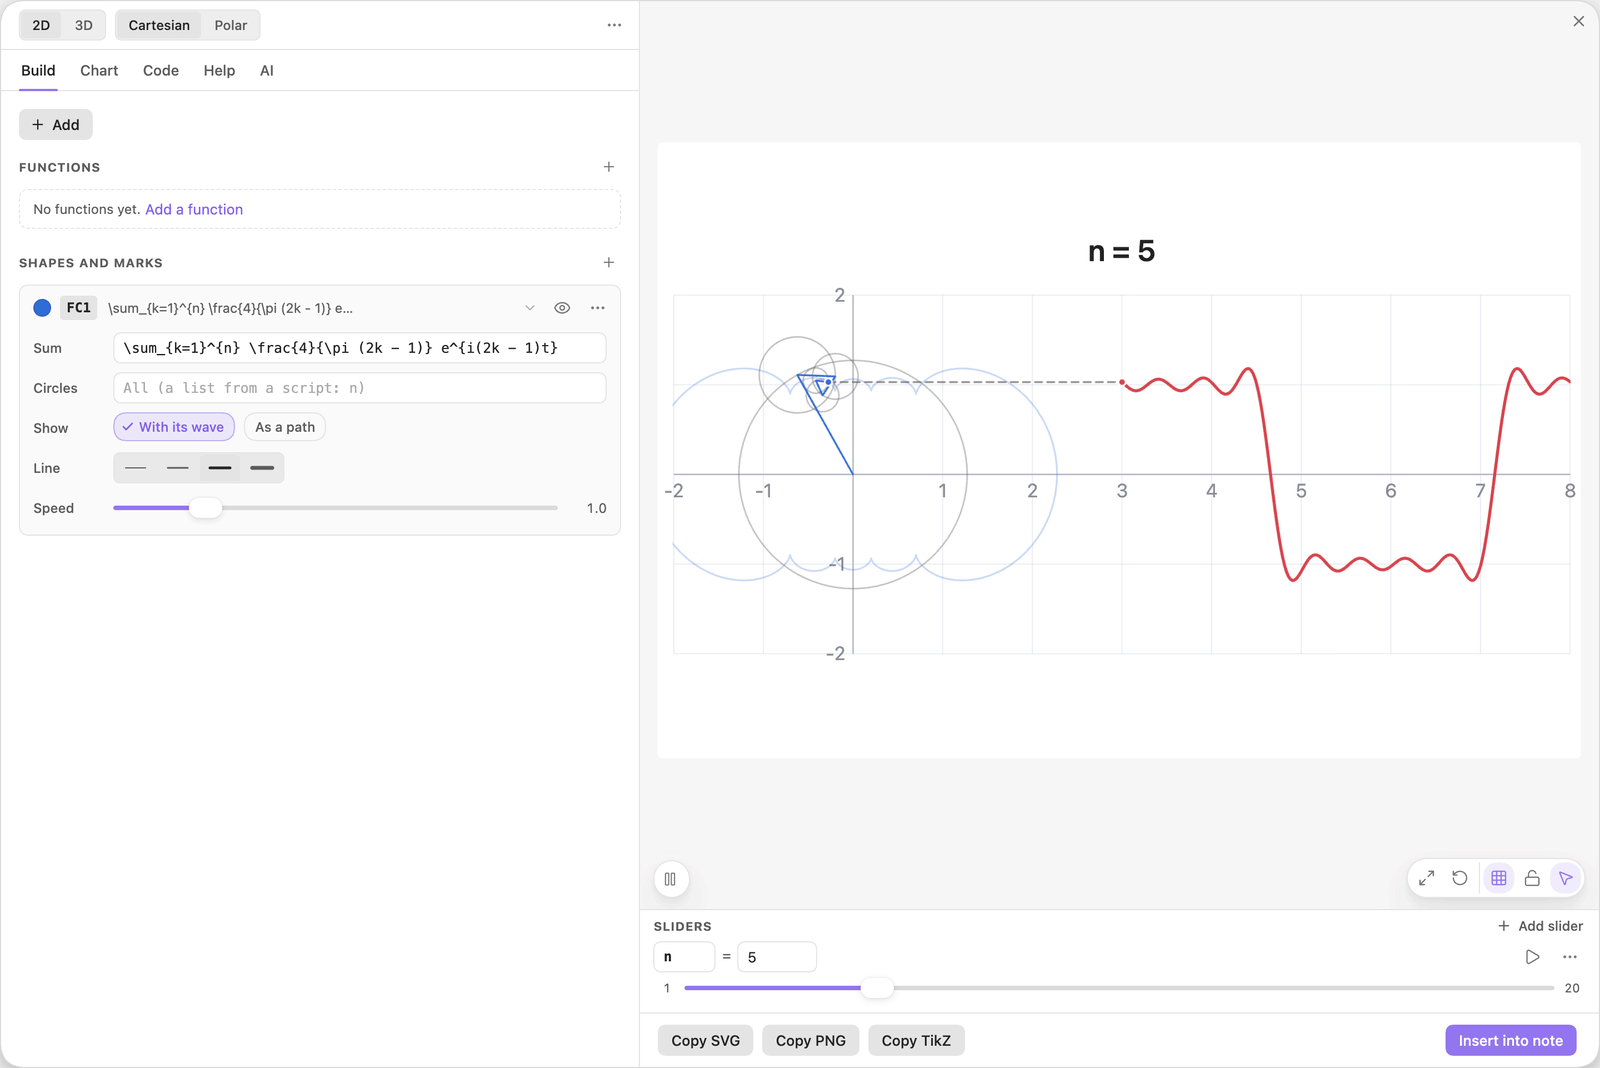 2D 3D Cartesian Polar
Build Chart Code Help AI
+ Add
FUNCTIONS
No functions yet. Add a function
SHAPES AND MARKS
FC1 \sum_{k=1}^{n} \frac{4}{\pi (2k - 1)} e...
Sum \sum_{k=1}^{n} \frac{4}{\pi (2k - 1)} e^{i(2k - 1)t}
Circles All (a list from a script: n)
Show With its wave As a path
Line
Speed 1.0
n = 5
2
-2 -1 1 2 3 4 5 6 7 8
-1
-2
SLIDERS + Add slider
n = 5
1 20
Copy SVG Copy PNG Copy TikZ Insert into note